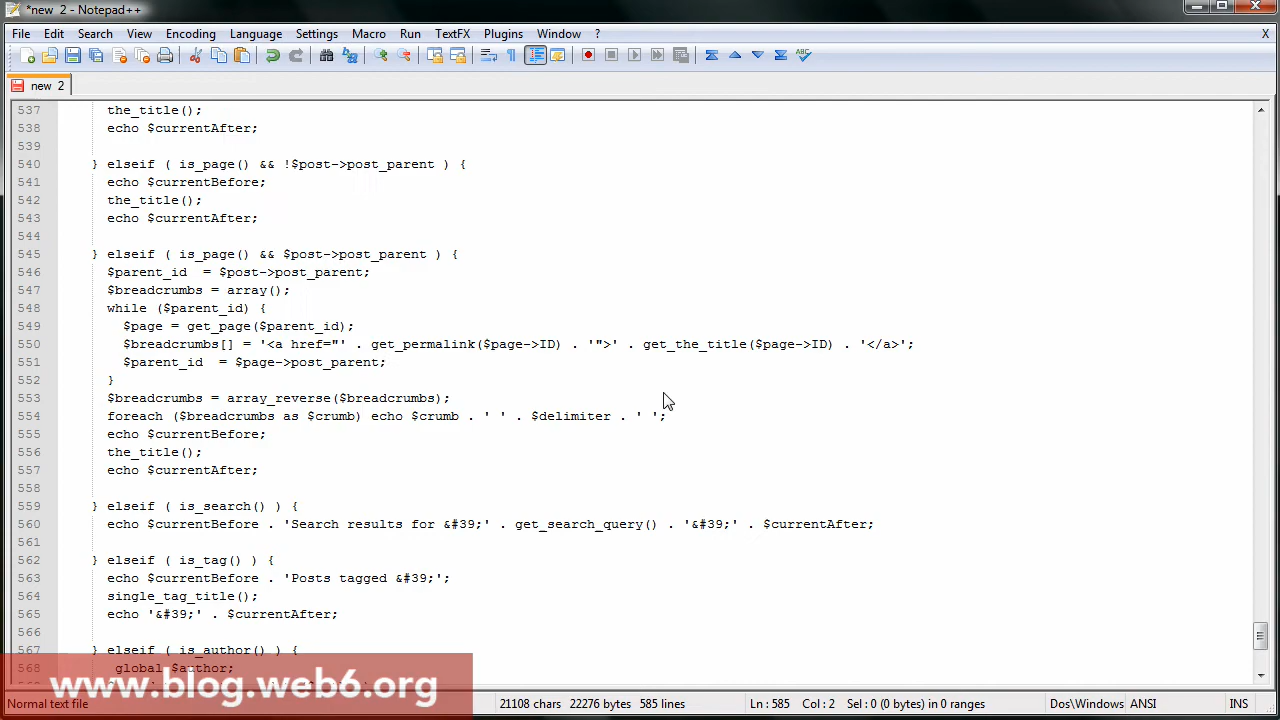 *new 2 - Notepad++
File Edit Search View Encoding Language Settings Macro Run TextFX Plugins Window ? X
new 2
537 the_title();
538 echo $currentAfter;
539
540 } elseif ( is_page() && !$post->post_parent ) {
541 echo $currentBefore;
542 the_title();
543 echo $currentAfter;
544
545 } elseif ( is_page() && $post->post_parent ) {
546 $parent_id  = $post->post_parent;
547 $breadcrumbs = array();
548 while ($parent_id) {
549 $page = get_page($parent_id);
550 $breadcrumbs[] = '<a href="' . get_permalink($page->ID) . '">' . get_the_title($page->ID) . '</a>';
551 $parent_id  = $page->post_parent;
552 }
553 $breadcrumbs = array_reverse($breadcrumbs);
554 foreach ($breadcrumbs as $crumb) echo $crumb . ' ' . $delimiter . ' ';
555 echo $currentBefore;
556 the_title();
557 echo $currentAfter;
558
559 } elseif ( is_search() ) {
560 echo $currentBefore . 'Search results for &#39;' . get_search_query() . '&#39;' . $currentAfter;
561
562 } elseif ( is_tag() ) {
563 echo $currentBefore . 'Posts tagged &#39;';
564 single_tag_title();
565 echo '&#39;' . $currentAfter;
566
567 } elseif ( is_author() ) {
568 global $author;
www.blog.web6.org
Normal text file 21108 chars 22276 bytes 585 lines Ln : 585 Col : 2 Sel : 0 (0 bytes) in 0 ranges Dos\Windows ANSI INS